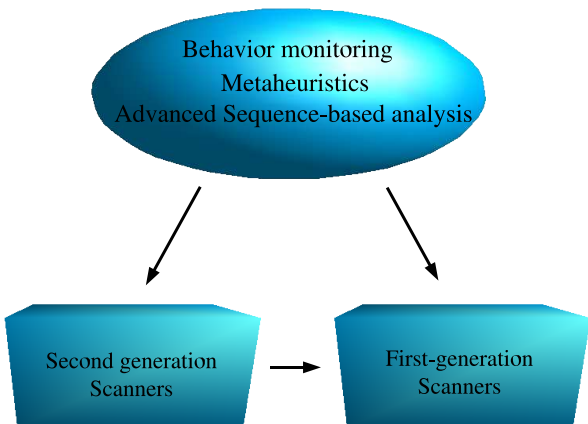 Behavior monitoring
Metaheuristics
Advanced Sequence-based analysis
Second generation
Scanners
First-generation
Scanners